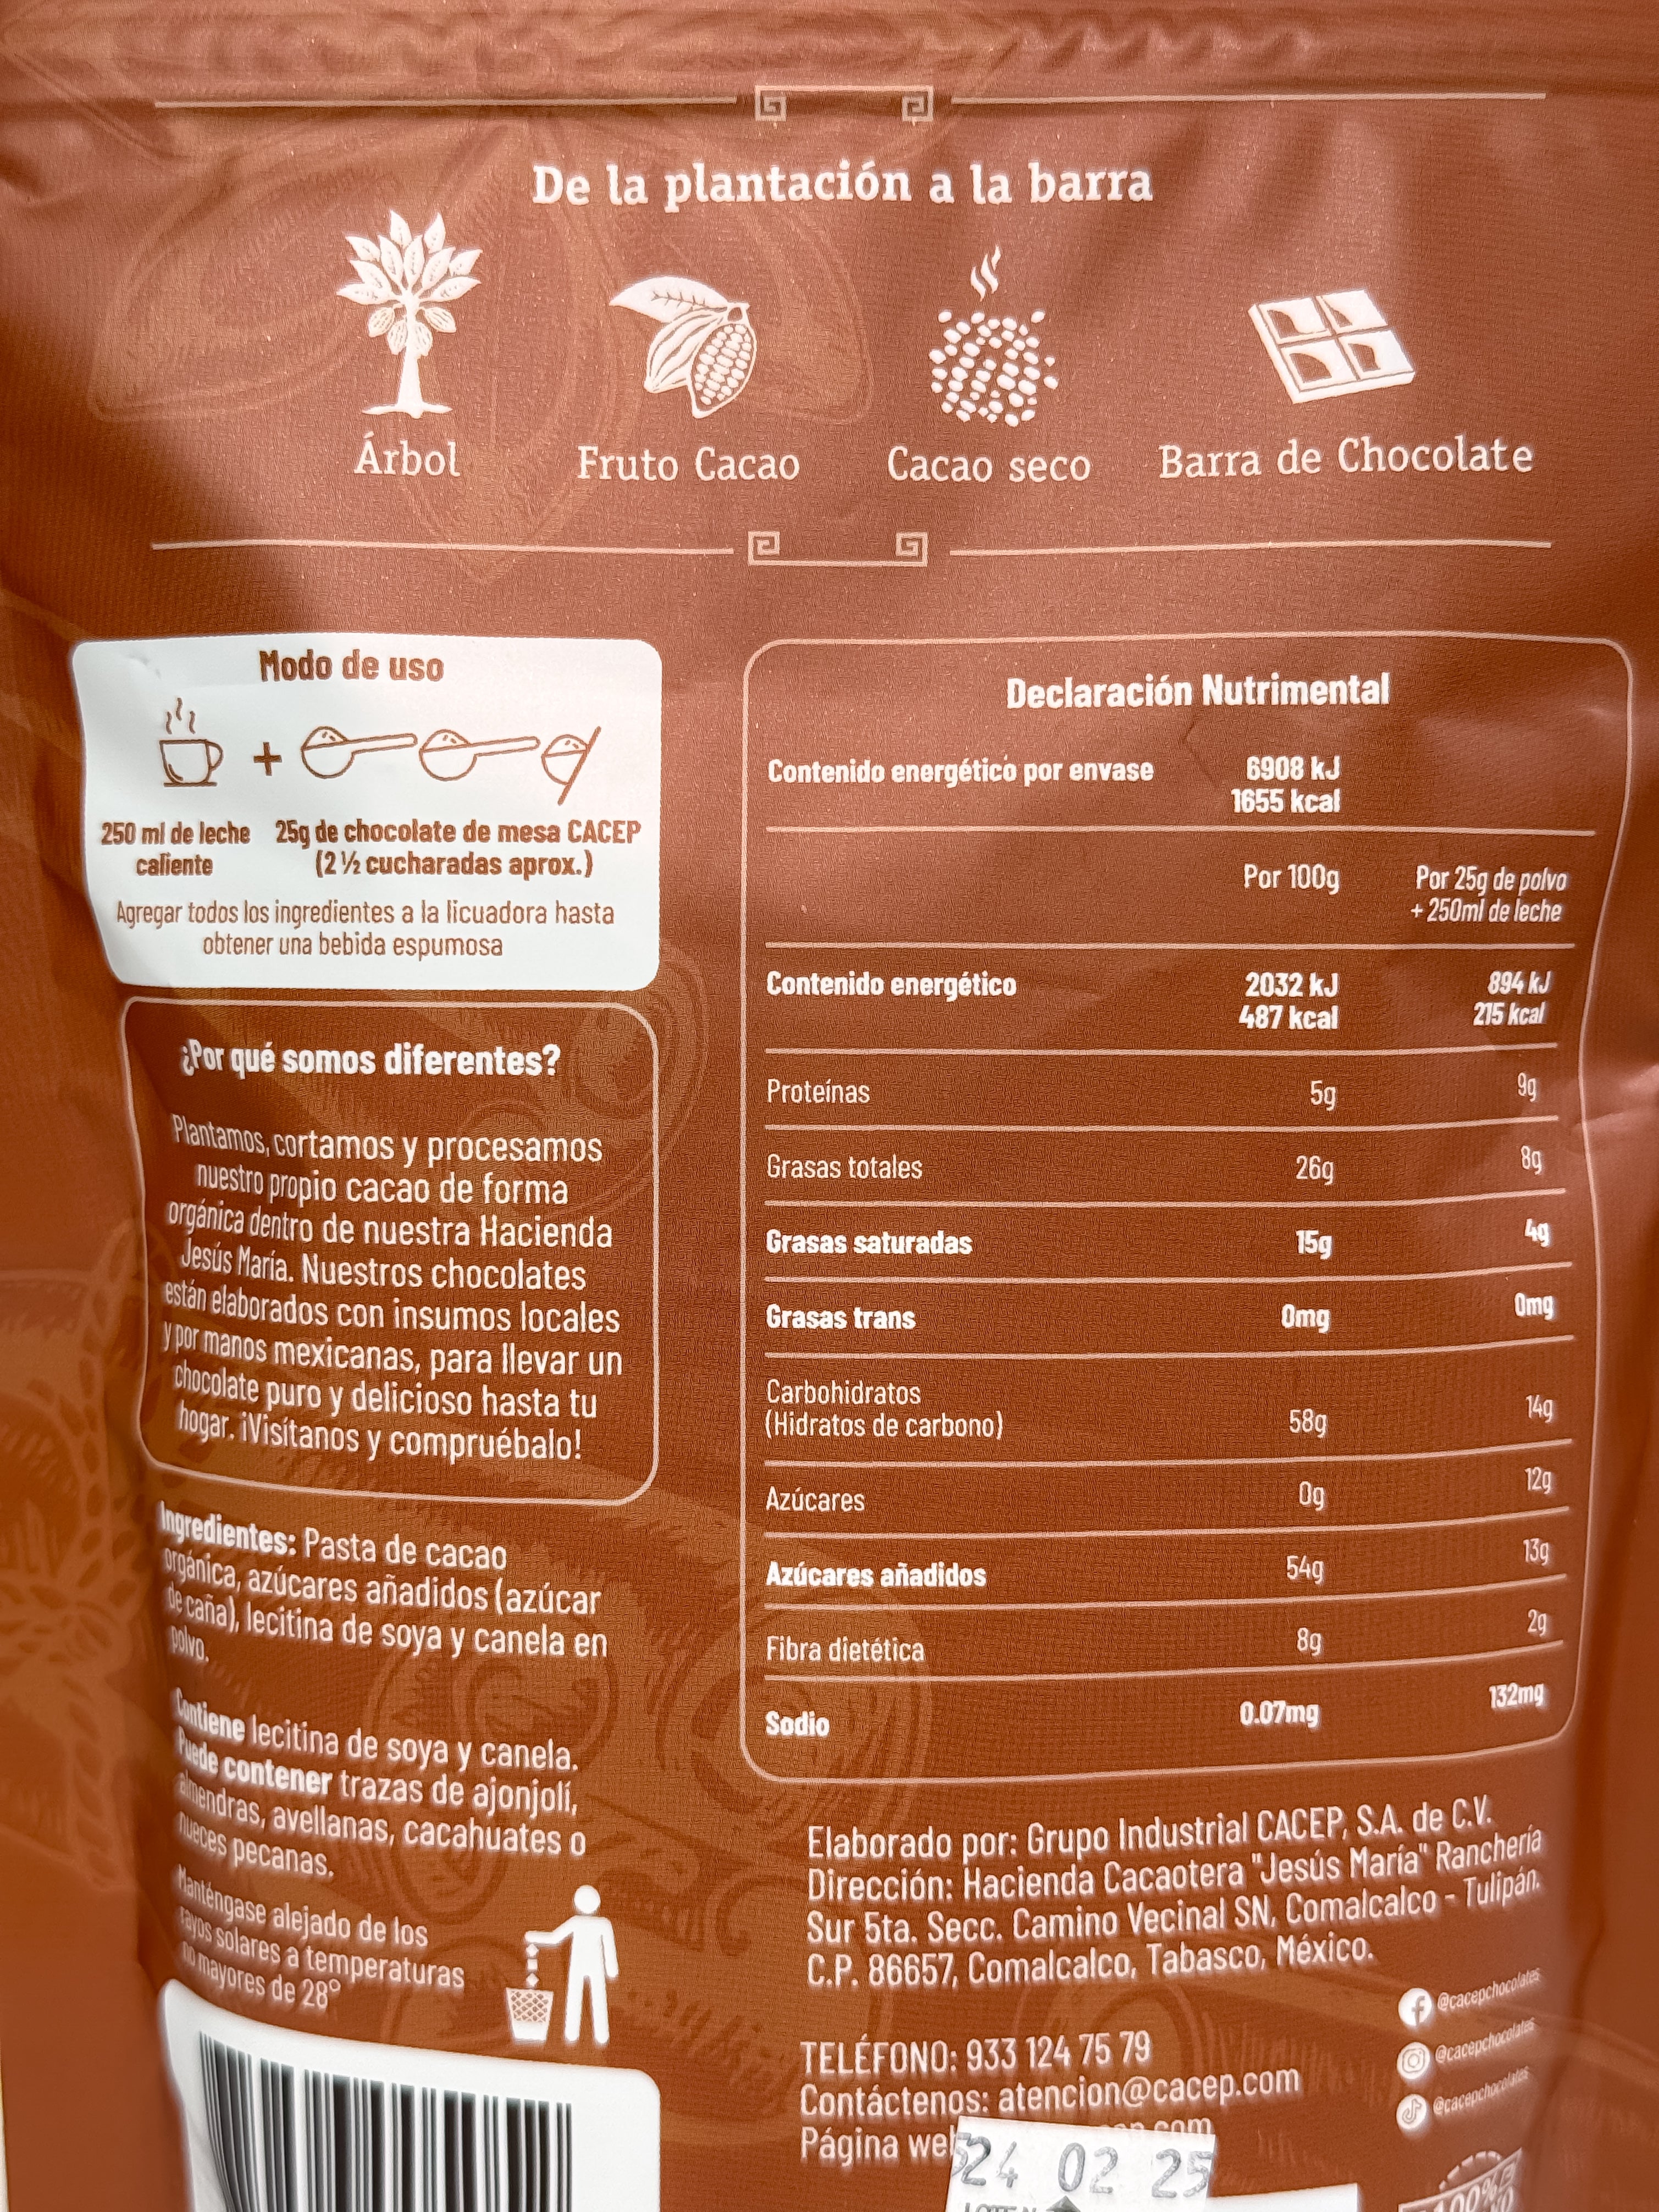 De la plantación a la barra
Árbol
Fruto Cacao
Cacao seco
Barra de Chocolate
Modo de uso
+
250 ml de leche
caliente
25g de chocolate de mesa CACEP
(2 ½ cucharadas aprox.)
Agregar todos los ingredientes a la licuadora hasta
obtener una bebida espumosa
¿Por qué somos diferentes?
Plantamos, cortamos y procesamos
nuestro propio cacao de forma
orgánica dentro de nuestra Hacienda
Jesús María. Nuestros chocolates
están elaborados con insumos locales
y por manos mexicanas, para llevar un
chocolate puro y delicioso hasta tu
hogar. ¡Visítanos y compruébalo!
Ingredientes: Pasta de cacao
orgánica, azúcares añadidos (azúcar
de caña), lecitina de soya y canela en
polvo.
Contiene lecitina de soya y canela.
Puede contener trazas de ajonjolí,
almendras, avellanas, cacahuates o
nueces pecanas.
Manténgase alejado de los
rayos solares a temperaturas
no mayores de 28°
Declaración Nutrimental
Contenido energético por envase 6908 kJ
1655 kcal
Por 100g Por 25g de polvo
+ 250ml de leche
Contenido energético 2032 kJ 894 kJ
487 kcal 215 kcal
Proteínas 5g 9g
Grasas totales 26g 8g
Grasas saturadas 15g 4g
Grasas trans 0mg 0mg
Carbohidratos
(Hidratos de carbono) 58g 14g
Azúcares 0g 12g
Azúcares añadidos 54g 13g
Fibra dietética 8g 2g
Sodio 0.07mg 132mg
Elaborado por: Grupo Industrial CACEP, S.A. de C.V.
Dirección: Hacienda Cacaotera "Jesús María" Ranchería
Sur 5ta. Secc. Camino Vecinal SN, Comalcalco - Tulipán.
C.P. 86657, Comalcalco, Tabasco, México.
TELÉFONO: 933 124 75 79
Contáctenos: atencion@cacep.com
Página
@cacepchocolates
@cacepchocolates
@cacepchocolates
24 02 25